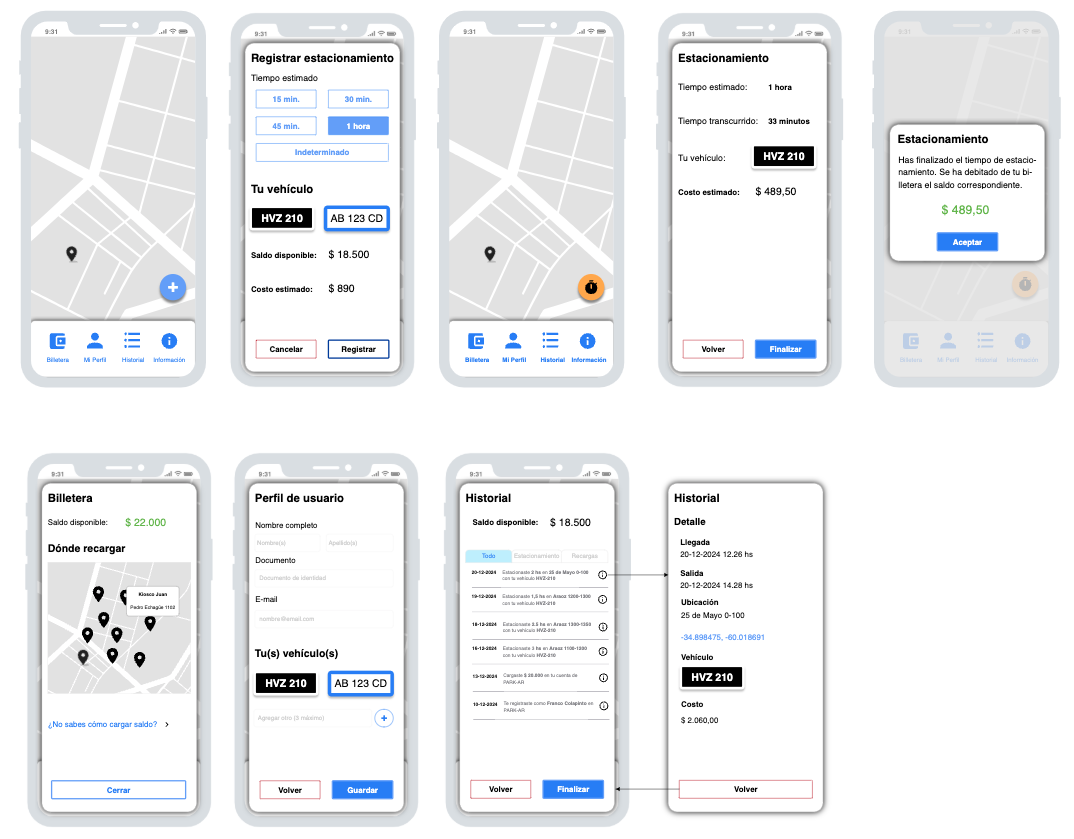 9:31
Billetera
Mi Perfil
Historial
Información
9:31
Registrar estacionamiento
Tiempo estimado
15 min.
30 min.
45 min.
1 hora
Indeterminado
Tu vehículo
HVZ 210
AB 123 CD
Saldo disponible:
$ 18.500
Costo estimado:
$ 890
Cancelar
Registrar
9:31
Billetera
Mi Perfil
Historial
Información
9:31
Estacionamiento
Tiempo estimado:
1 hora
Tiempo transcurrido:
33 minutos
Tu vehículo:
HVZ 210
Costo estimado:
$ 489,50
Volver
Finalizar
9:31
Estacionamiento
Has finalizado el tiempo de estacio-
namiento. Se ha debitado de tu bi-
lletera el saldo correspondiente.
$ 489,50
Aceptar
Billetera
Mi Perfil
Historial
Información
9:31
Billetera
Saldo disponible:
$ 22.000
Dónde recargar
Kiosco Juan
Pedro Echagüe 1102
¿No sabes cómo cargar saldo?
Cerrar
9:31
Perfil de usuario
Nombre completo
Nombre(s)
Apellido(s)
Documento
Documento de identidad
E-mail
nombre@email.com
Tu(s) vehículo(s)
HVZ 210
AB 123 CD
Agregar otro (3 máximo)
Volver
Guardar
9:31
Historial
Saldo disponible:
$ 18.500
Todo
Estacionamiento
Recargas
20-12-2024
Estacionaste 2 hs en 25 de Mayo 0-100
con tu vehículo HVZ-210
19-12-2024
Estacionaste 1,5 hs en Araoz 1200-1300
con tu vehículo HVZ-210
18-12-2024
Estacionaste 3.5 hs en Araoz 1300-1350
con tu vehículo HVZ-210
16-12-2024
Estacionaste 1 hs en Araoz 1100-1300
con tu vehículo HVZ-210
13-12-2024
Cargaste $ 20.000 en tu cuenta de
PARK-AR
10-12-2024
Te registraste como Franco Colapinto en
PARK-AR
Volver
Finalizar
Historial
Detalle
Llegada
20-12-2024 12.26 hs
Salida
20-12-2024 14.28 hs
Ubicación
25 de Mayo 0-100
-34.898475, -60.018691
Vehículo
HVZ 210
Costo
$ 2.060,00
Volver